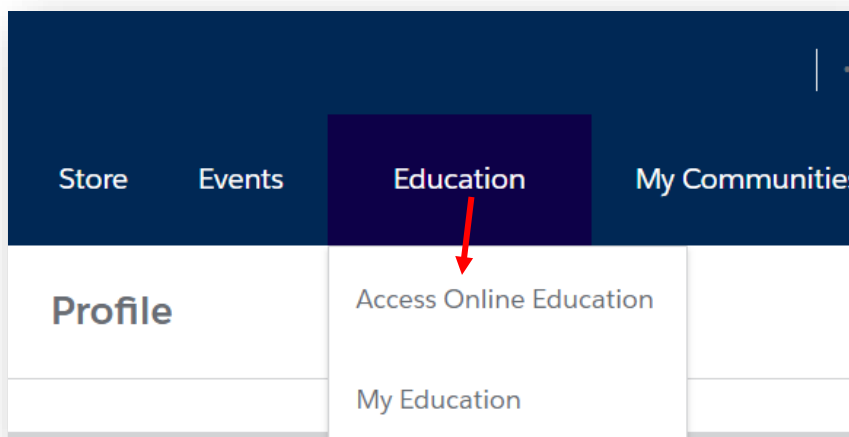 Store Events Education My Communities
Profile
Access Online Education
My Education